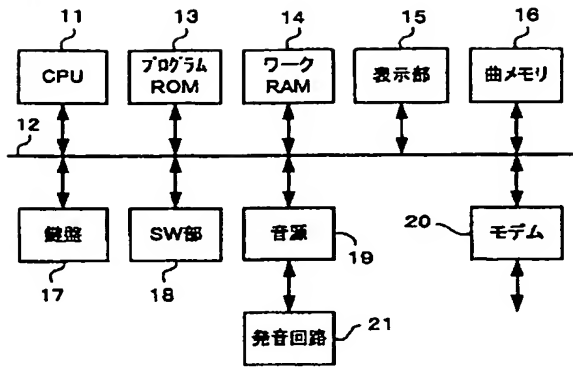 11
13
14
15
16
CPU
プログラム
ROM
ワーク
RAM
表示部
曲メモリ
12
鍵盤
SW部
音源
20
モデム
17
18
19
発音回路
21